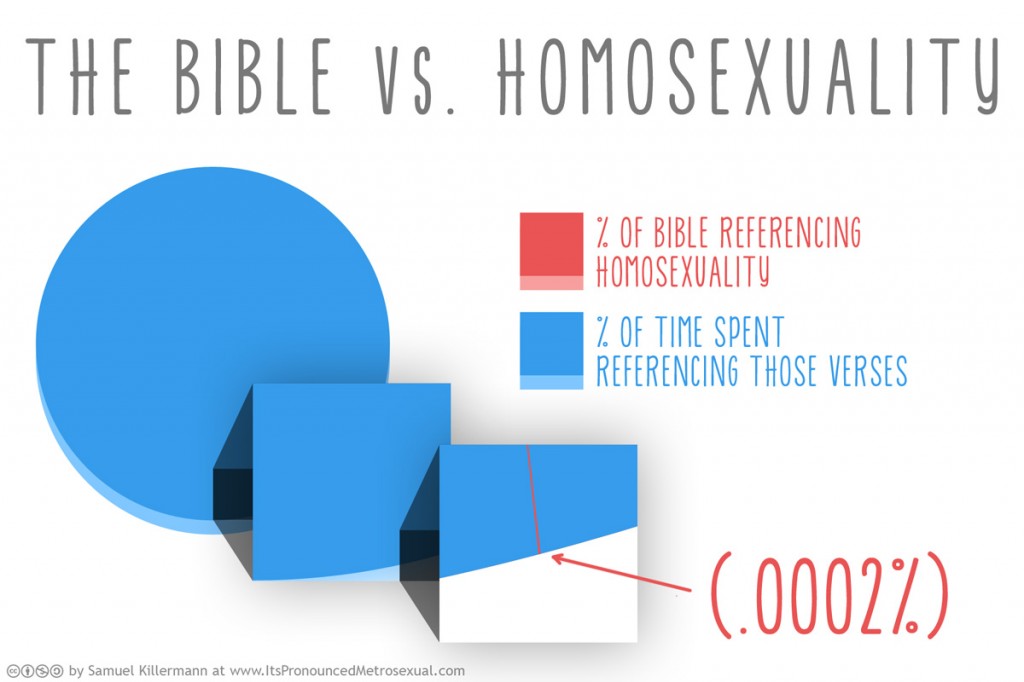 THE BIBLE vs. HOMOSEXUALITY
% OF BIBLE REFERENCING
HOMOSEXUALITY
% OF TIME SPENT
REFERENCING THOSE VERSES
(.0002%)
by Samuel Killermann at www.ItsPronouncedMetrosexual.com